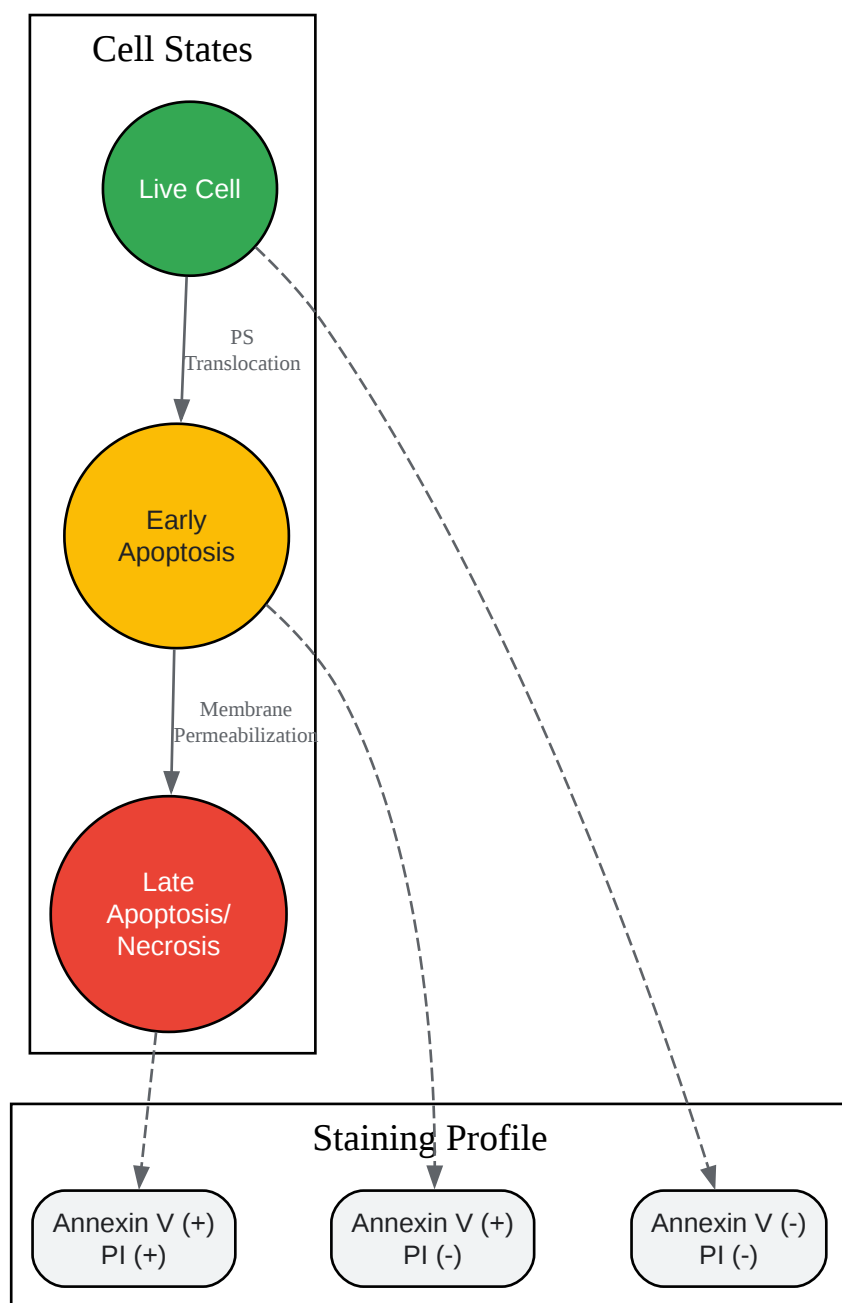 Cell States
Live Cell
PS
Translocation
Early
Apoptosis
Membrane
Permeabilization
Late
Apoptosis/
Necrosis
Staining Profile
Annexin V (+)
PI (+)
Annexin V (+)
PI (-)
Annexin V (-)
PI (-)